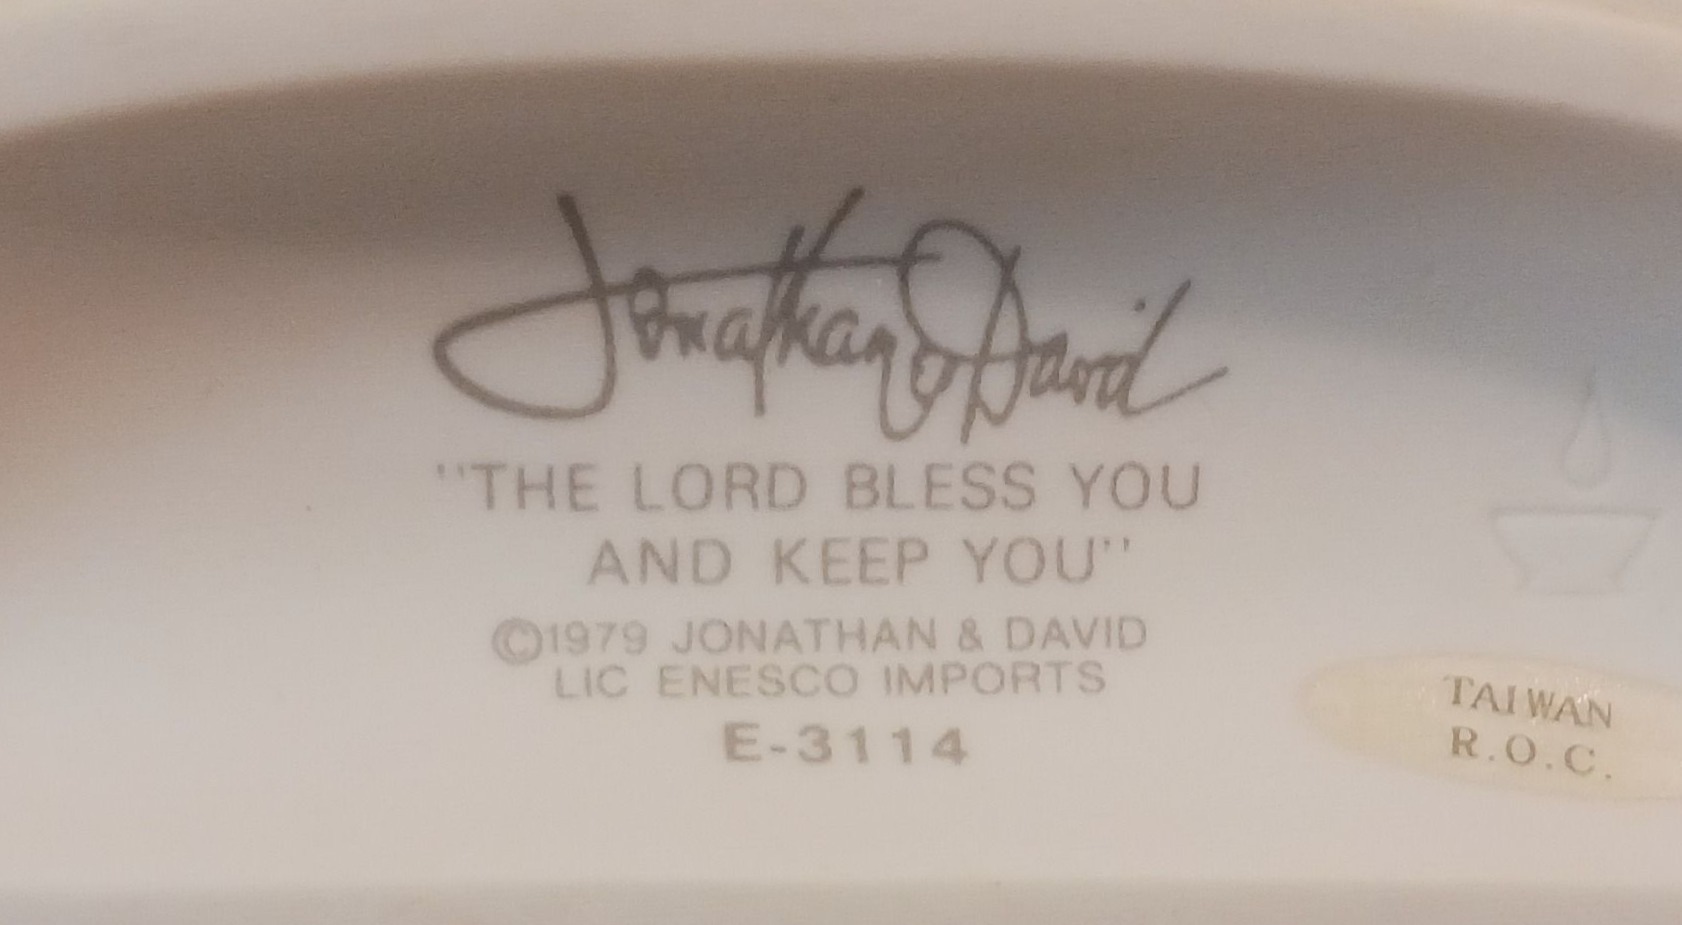 Jonathan & David
"THE LORD BLESS YOU
AND KEEP YOU"
©1979 JONATHAN & DAVID
LIC ENESCO IMPORTS
E-3114
TAIWAN
R.O.C.